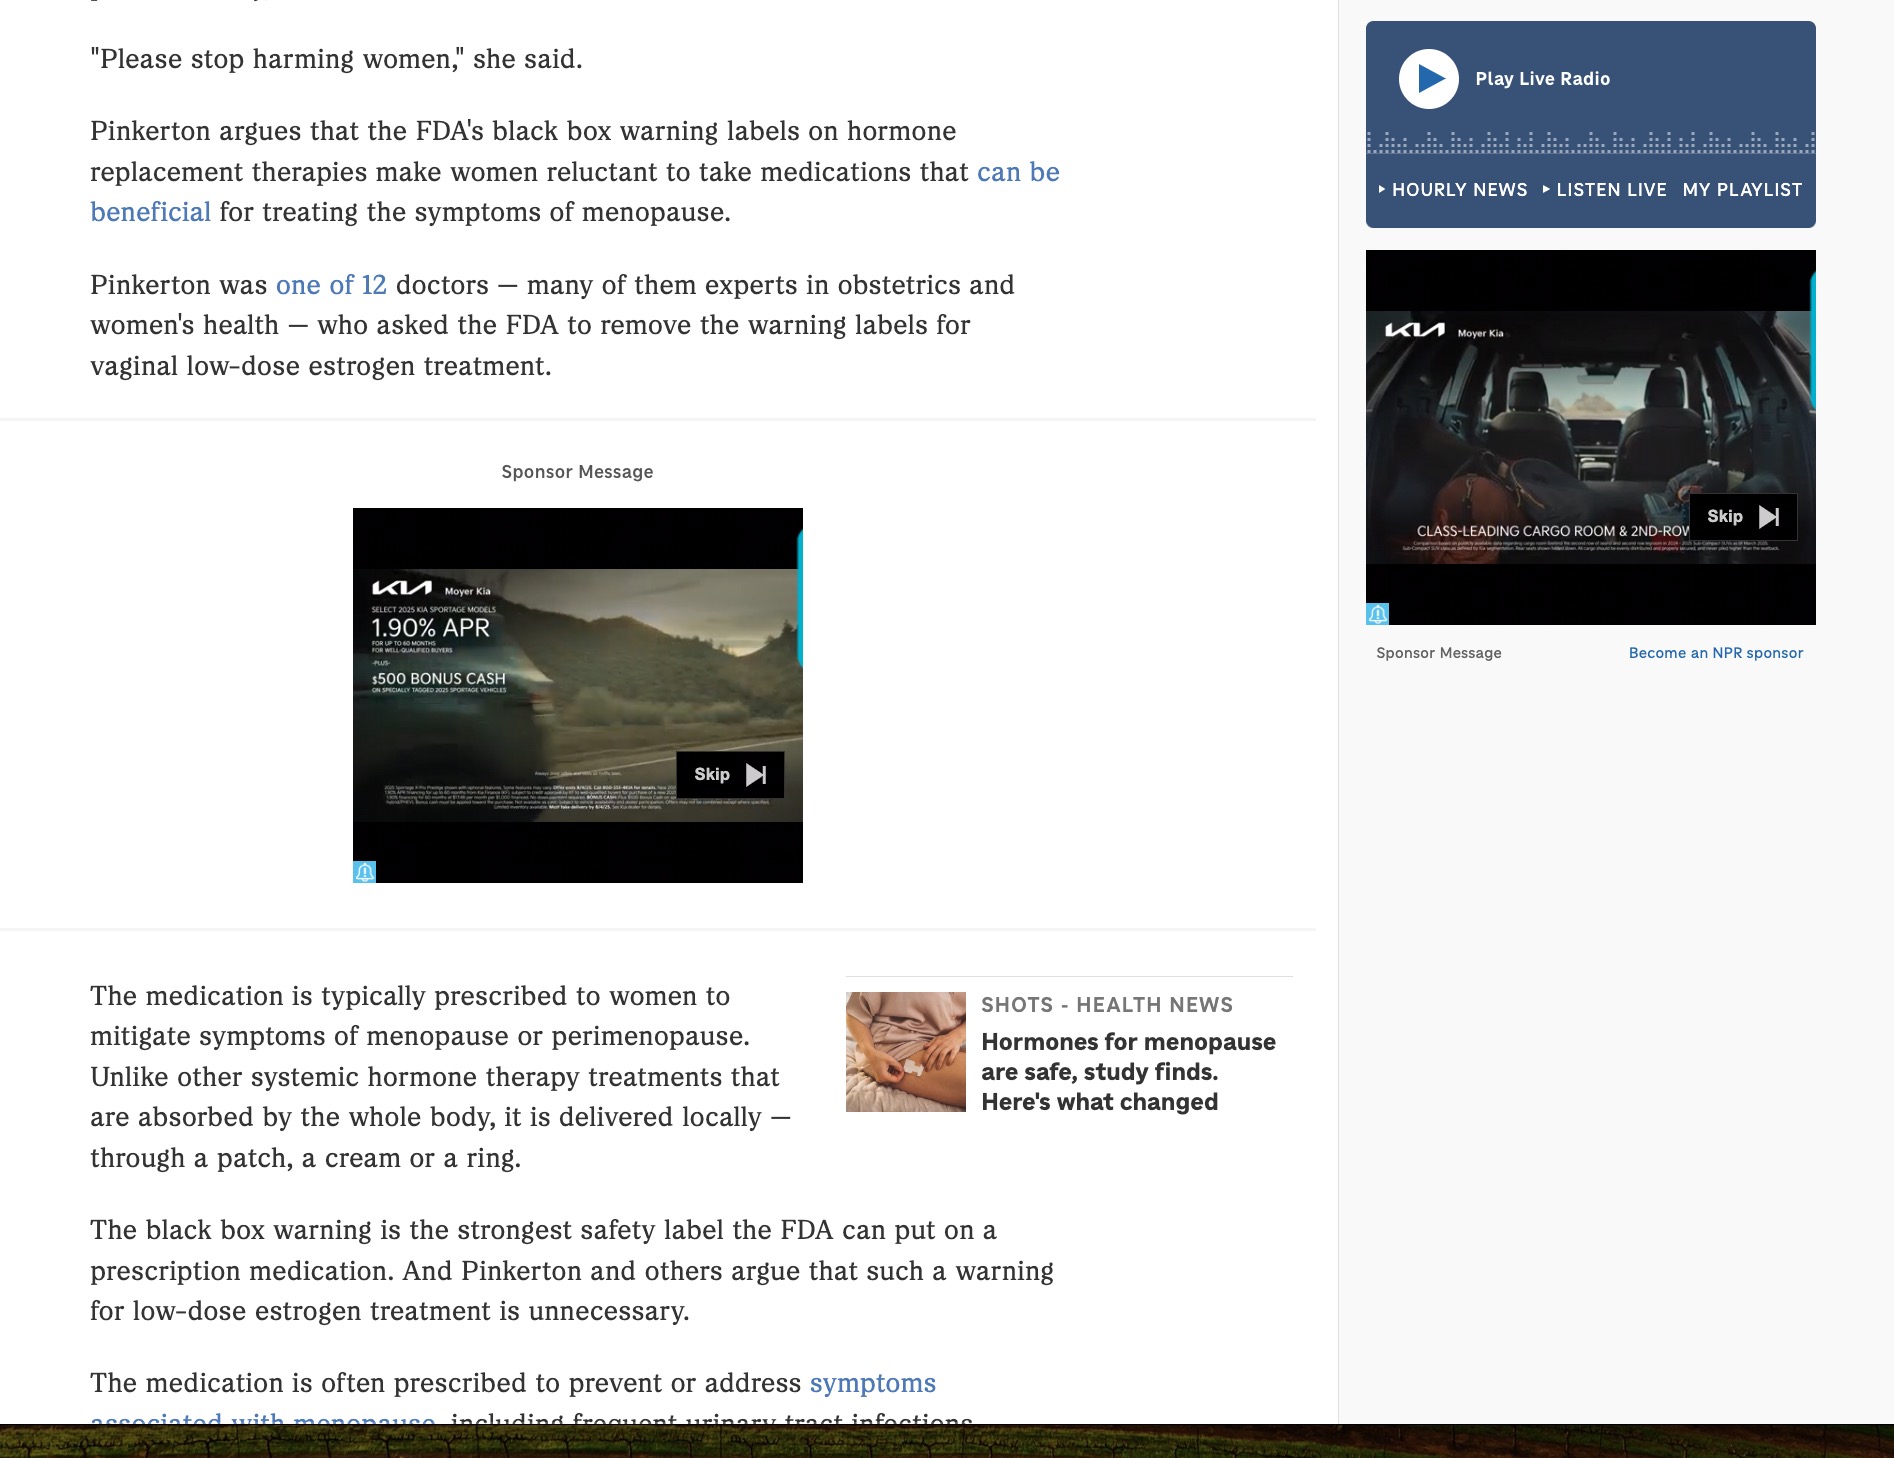 "Please stop harming women," she said.
Pinkerton argues that the FDA's black box warning labels on hormone
replacement therapies make women reluctant to take medications that can be
beneficial for treating the symptoms of menopause.
Pinkerton was one of 12 doctors — many of them experts in obstetrics and
women's health — who asked the FDA to remove the warning labels for
vaginal low-dose estrogen treatment.
Sponsor Message
KIA Moyer Kia
SELECT 2025 KIA SPORTAGE MODELS
1.90% APR
FOR UP TO 60 MONTHS
FOR WELL-QUALIFIED BUYERS
-PLUS-
$500 BONUS CASH
ON SPECIALLY TAGGED 2025 SPORTAGE VEHICLES
Skip
The medication is typically prescribed to women to
mitigate symptoms of menopause or perimenopause.
Unlike other systemic hormone therapy treatments that
are absorbed by the whole body, it is delivered locally —
through a patch, a cream or a ring.
SHOTS - HEALTH NEWS
Hormones for menopause
are safe, study finds.
Here's what changed
The black box warning is the strongest safety label the FDA can put on a
prescription medication. And Pinkerton and others argue that such a warning
for low-dose estrogen treatment is unnecessary.
The medication is often prescribed to prevent or address symptoms
associated with menopause, including frequent urinary tract infections
Play Live Radio
HOURLY NEWS LISTEN LIVE MY PLAYLIST
KIA Moyer Kia
CLASS-LEADING CARGO ROOM & 2ND-ROW
Skip
Sponsor Message Become an NPR sponsor